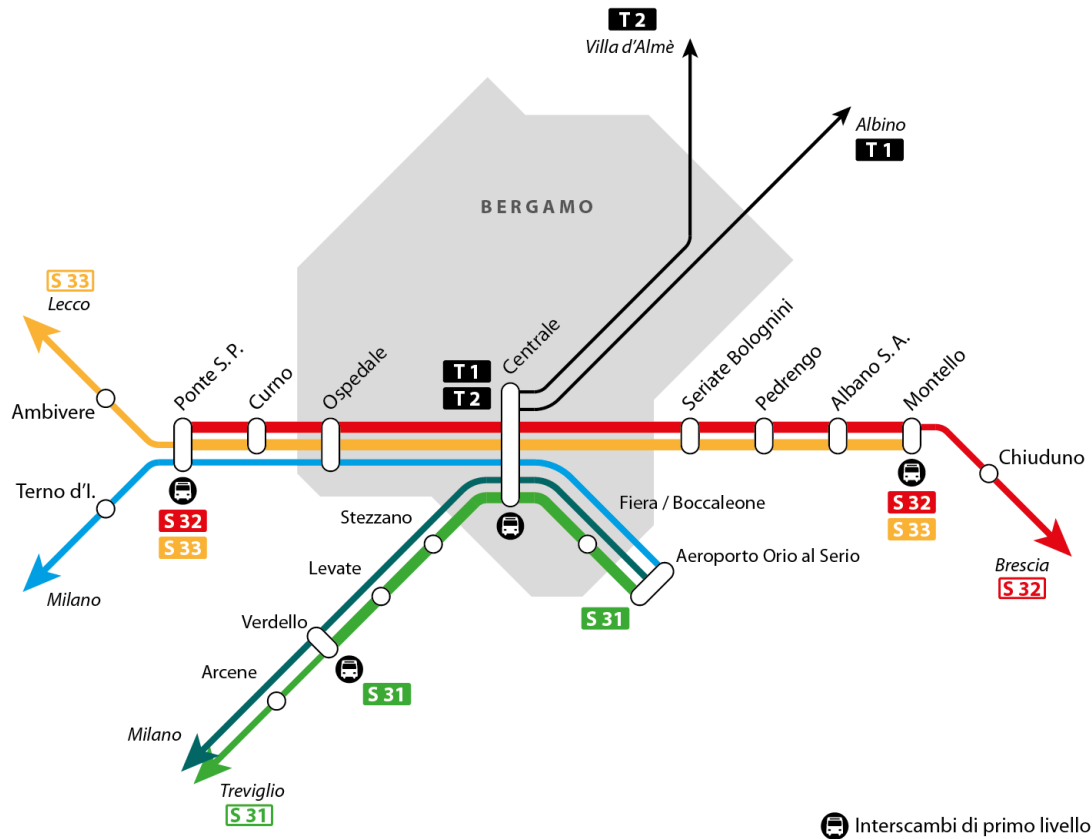 T 2
Villa d'Almè
Albino
T 1
BERGAMO
S 33
Lecco
Ponte S. P.
Curno
Ospedale
T 1
T 2
Centrale
Seriate Bolognini
Pedrengo
Albano S. A.
Montello
Ambivere
Terno d'I.
Milano
S 32
S 33
Stezzano
Fiera / Boccaleone
Aeroporto Orio al Serio
S 32
S 33
Chiuduno
Brescia
S 32
Levate
S 31
Verdello
Arcene
S 31
Milano
Treviglio
S 31
Interscambi di primo livello